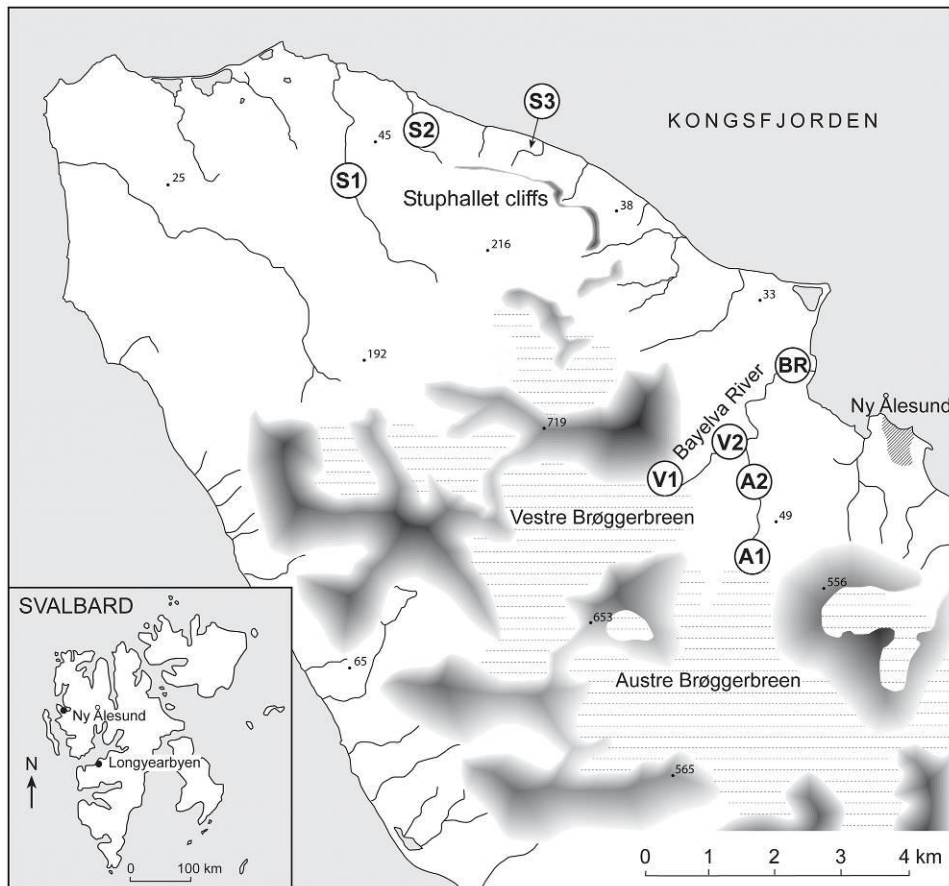 S3
KONGSFJORDEN
S2
45
S1
25
Stuphallet cliffs
38
216
33
192
BR
Bayelva River
Ny Ålesund
719
V2
V1
A2
Vestre Brøggerbreen
49
A1
556
653
65
Austre Brøggerbreen
565
SVALBARD
Ny Ålesund
Longyearbyen
N
0 100 km
0 1 2 3 4 km